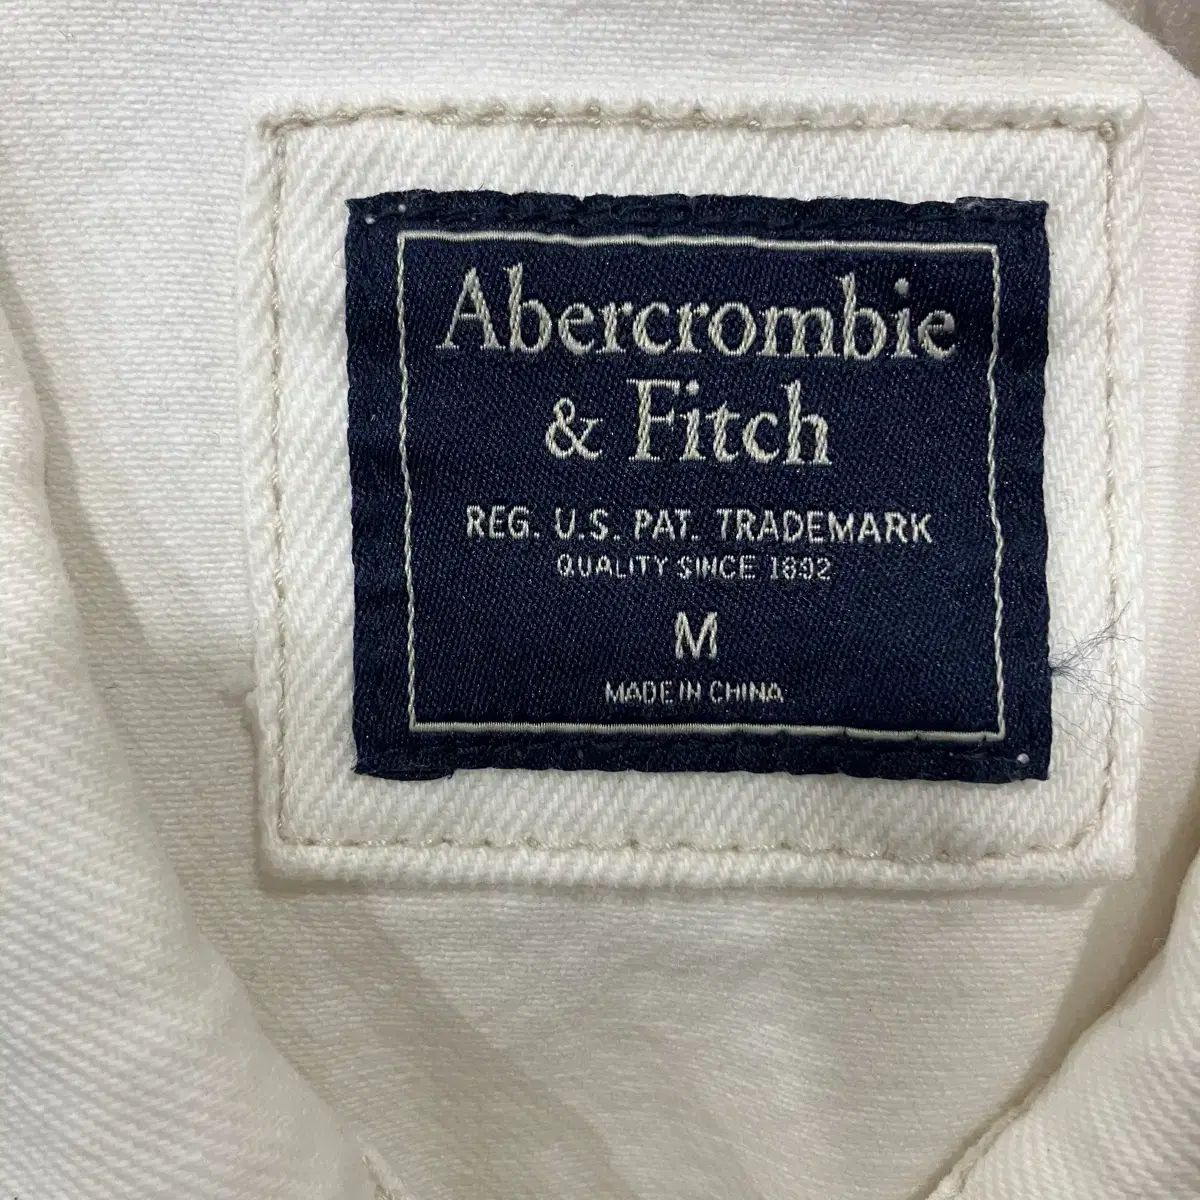 Abercrombie
& Fitch
REG. U.S. PAT. TRADEMARK
QUALITY SINCE 1892
M
MADE IN CHINA